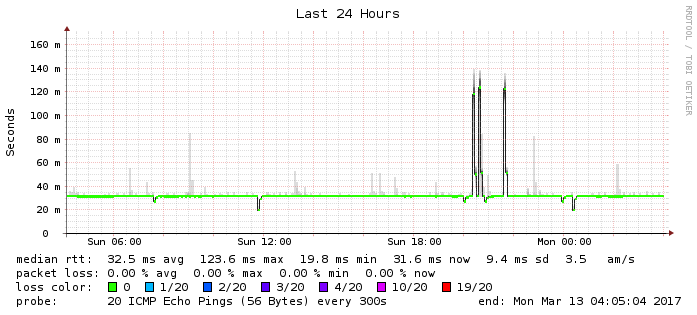 Last 24 Hours
RRDTOOL / TOBI OETIKER
Seconds
160 m
140 m
120 m
100 m
80 m
60 m
40 m
20 m
0
Sun 06:00 Sun 12:00 Sun 18:00 Mon 00:00
median rtt: 32.5 ms avg 123.6 ms max 19.8 ms min 31.6 ms now 9.4 ms sd 3.5 am/s
packet loss: 0.00 % avg 0.00 % max 0.00 % min 0.00 % now
loss color: 0 1/20 2/20 3/20 4/20 10/20 19/20
probe: 20 ICMP Echo Pings (56 Bytes) every 300s end: Mon Mar 13 04:05:04 2017